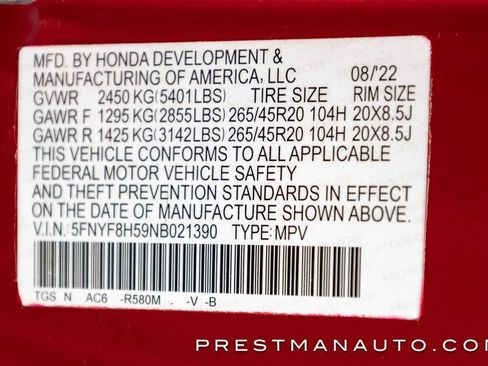 MFD. BY HONDA DEVELOPMENT &
MANUFACTURING OF AMERICA, LLC 08/'22
GVWR 2450 KG(5401LBS) TIRE SIZE RIM SIZE
GAWR F 1295 KG(2855LBS) 265/45R20 104H 20X8.5J
GAWR R 1425 KG(3142LBS) 265/45R20 104H 20X8.5J
THIS VEHICLE CONFORMS TO ALL APPLICABLE
FEDERAL MOTOR VEHICLE SAFETY
AND THEFT PREVENTION STANDARDS IN EFFECT
ON THE DATE OF MANUFACTURE SHOWN ABOVE.
V.I.N: 5FNYF8H59NB021390 TYPE: MPV
TGS N AC6 -R580M - -V -B
PRESTMANAUTO.COM